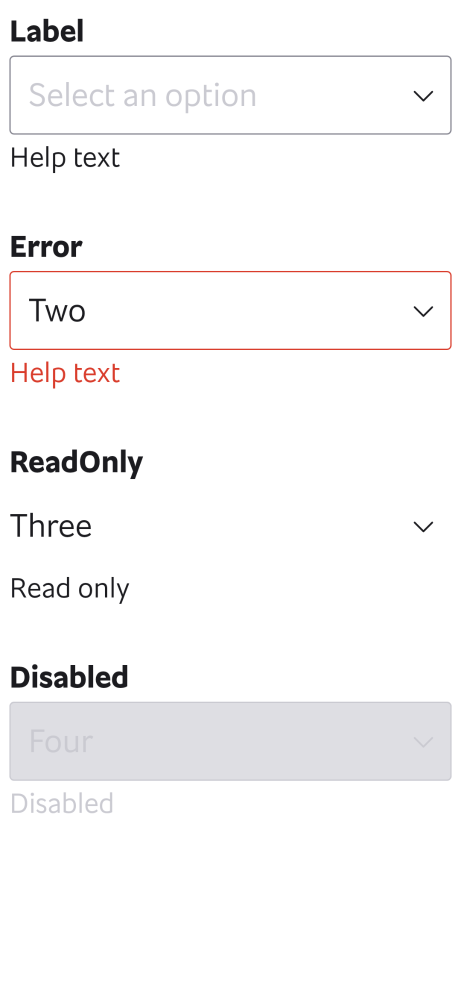 Label
Select an option
Help text
Error
Two
Help text
ReadOnly
Three
Read only
Disabled
Four
Disabled